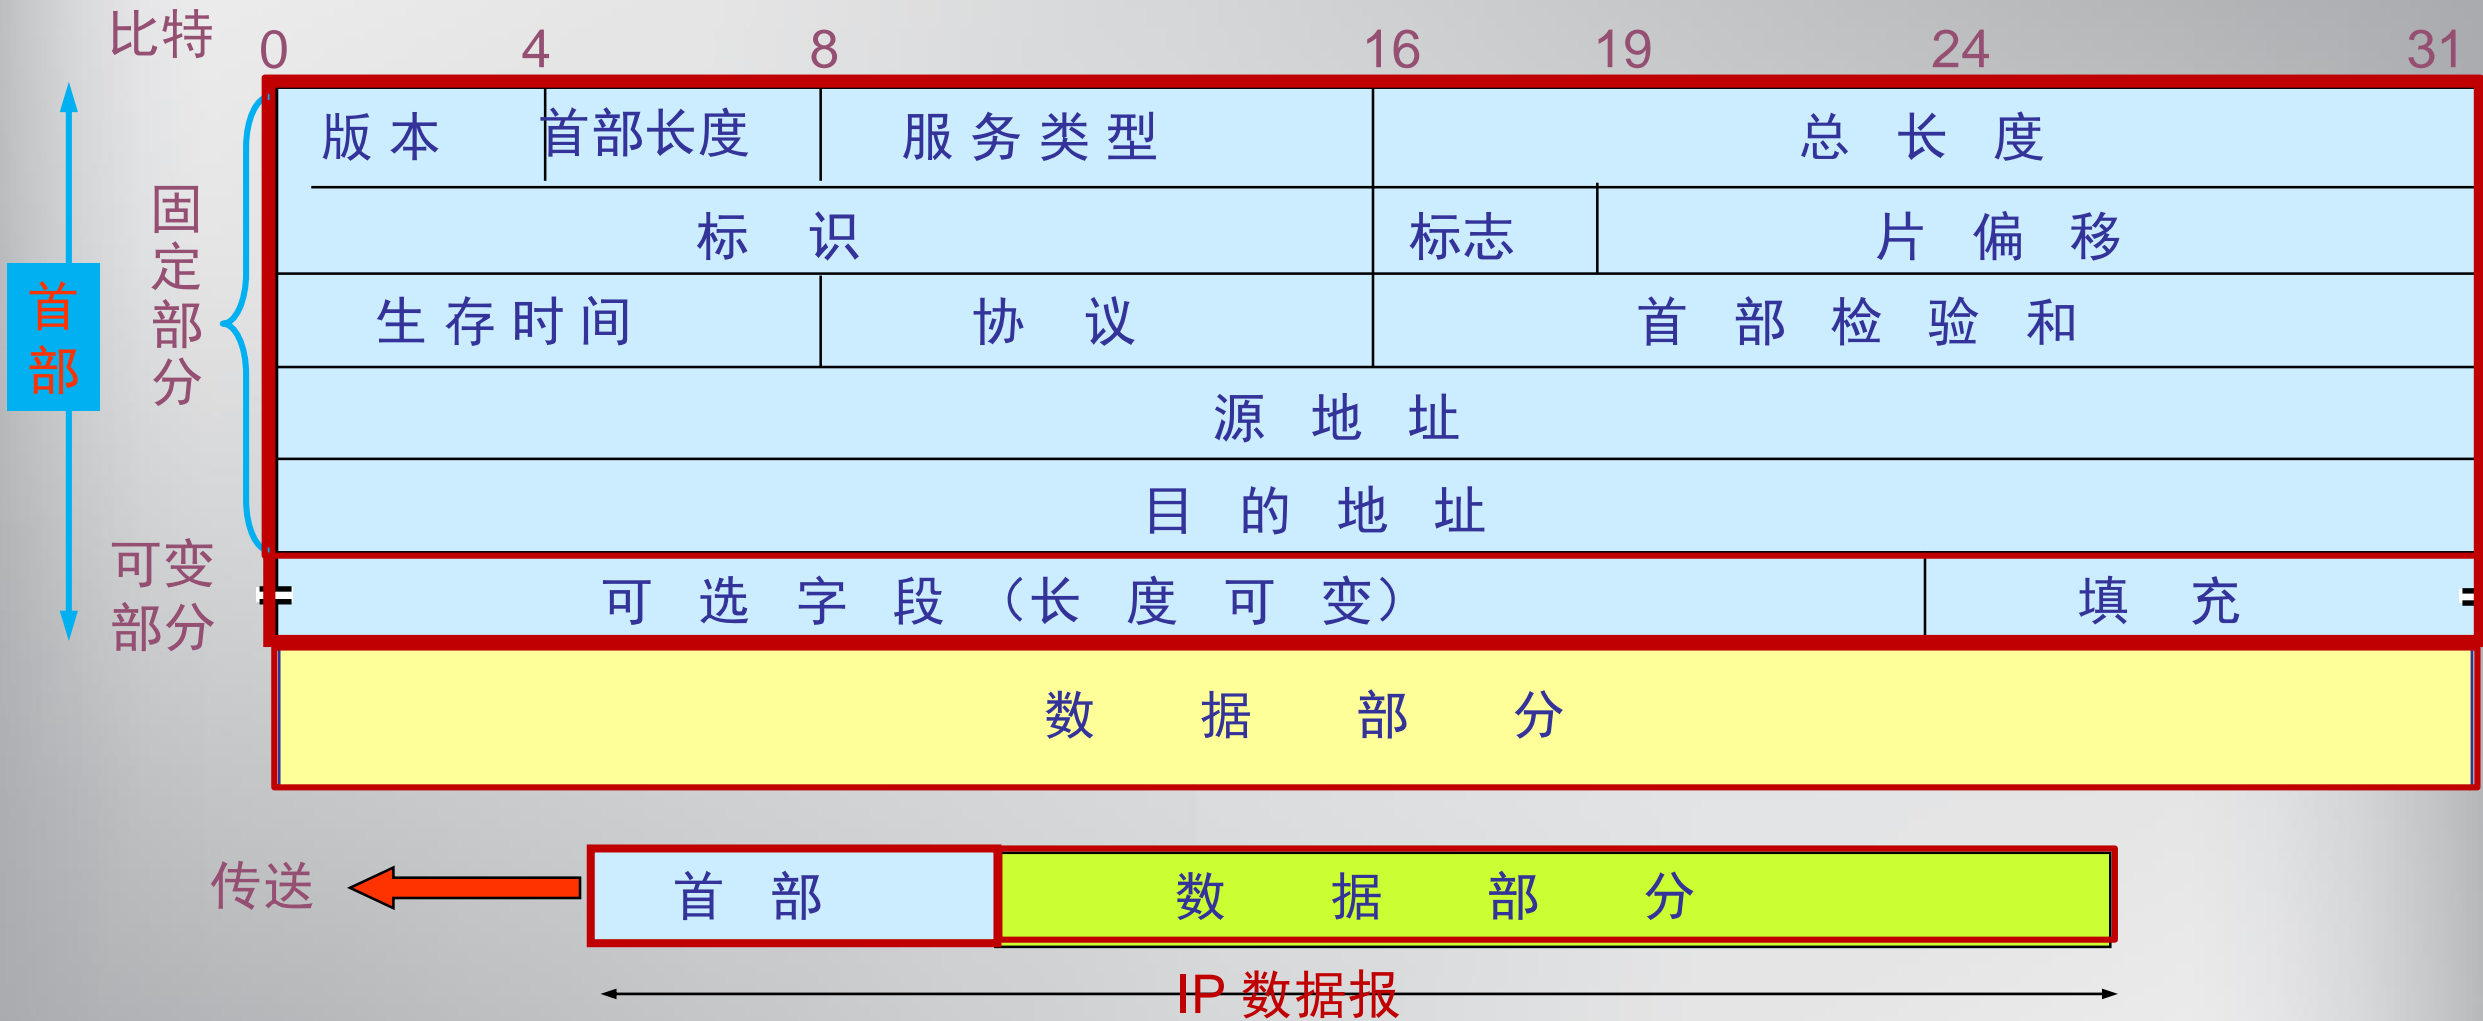 比特 0 4 8 16 19 24 31
版本 首部长度 服务类型 总长度
标识 标志 片偏移
生存时间 协议 首部检验和
源地址
目的地址
可选字段（长度可变） 填充
数据部分
首部
固定部分
可变部分
传送 首部 数据部分
IP 数据报